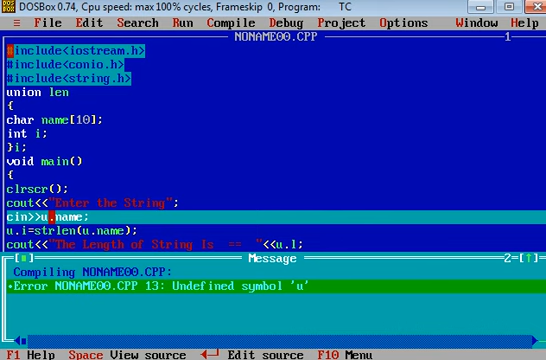 DOSBox 0.74, Cpu speed: max 100% cycles, Frameskip 0, Program: TC
≡ File Edit Search Run Compile Debug Project Options Window Help
NONAME00.CPP 1
#include<iostream.h>
#include<conio.h>
#include<string.h>
union len
{
char name[10];
int i;
}i;
void main()
{
clrscr();
cout<<"Enter the String";
cin>>u.name;
u.i=strlen(u.name);
cout<<"The Length of String Is == "<<u.l;
[■] Message 2=[↑]
Compiling NONAME00.CPP:
•Error NONAME00.CPP 13: Undefined symbol 'u'
F1 Help Space View source ←┘ Edit source F10 Menu